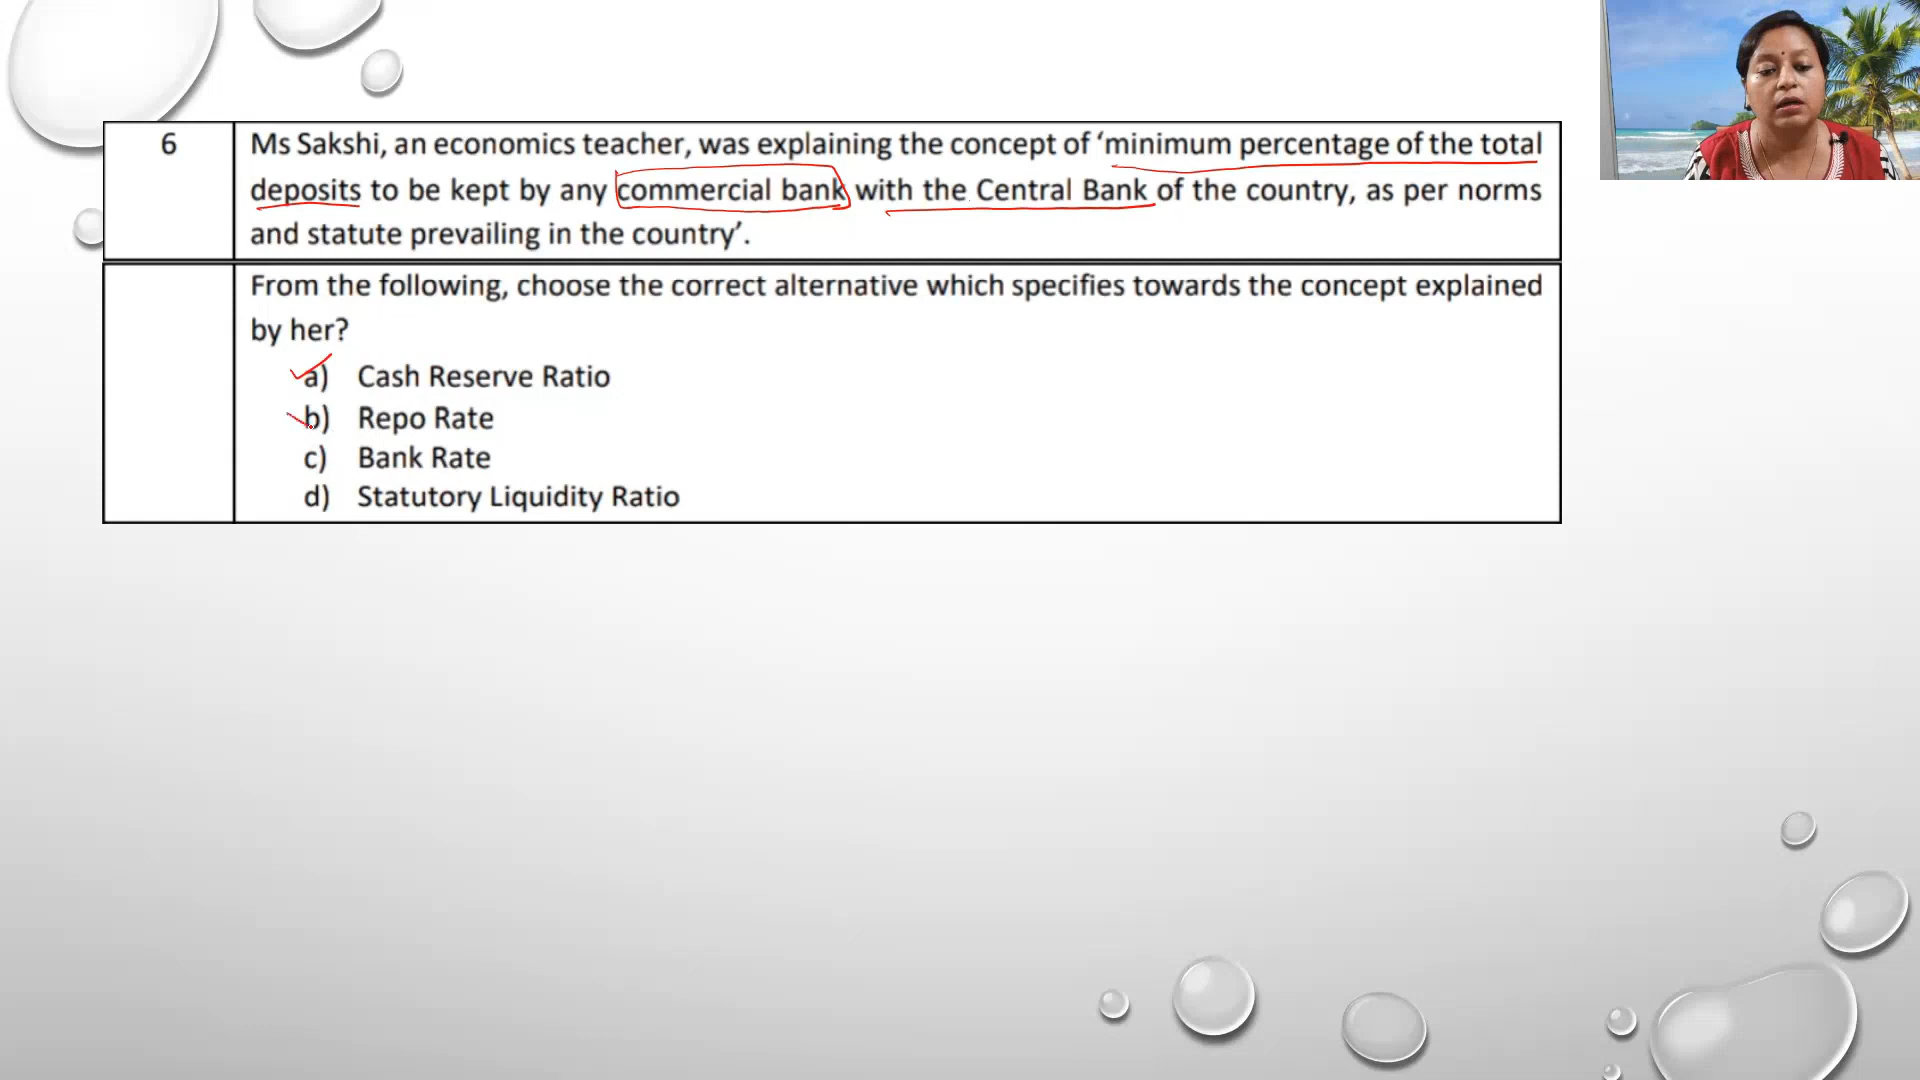 6
Ms Sakshi, an economics teacher, was explaining the concept of ‘minimum percentage of the total
deposits to be kept by any commercial bank with the Central Bank of the country, as per norms
and statute prevailing in the country’.
From the following, choose the correct alternative which specifies towards the concept explained
by her?
a) Cash Reserve Ratio
b) Repo Rate
c) Bank Rate
d) Statutory Liquidity Ratio